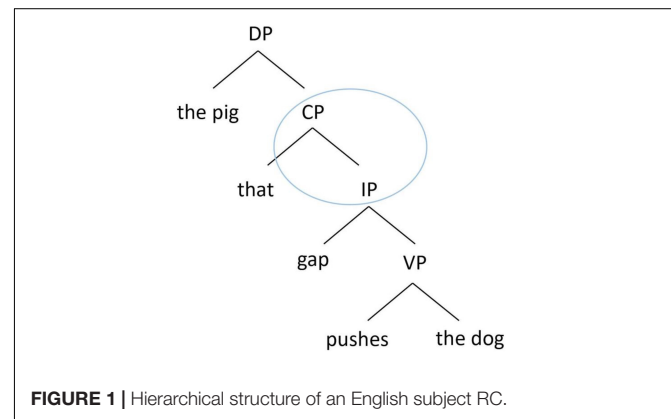 DP
the pig CP
that IP
gap VP
pushes the dog
FIGURE 1 | Hierarchical structure of an English subject RC.